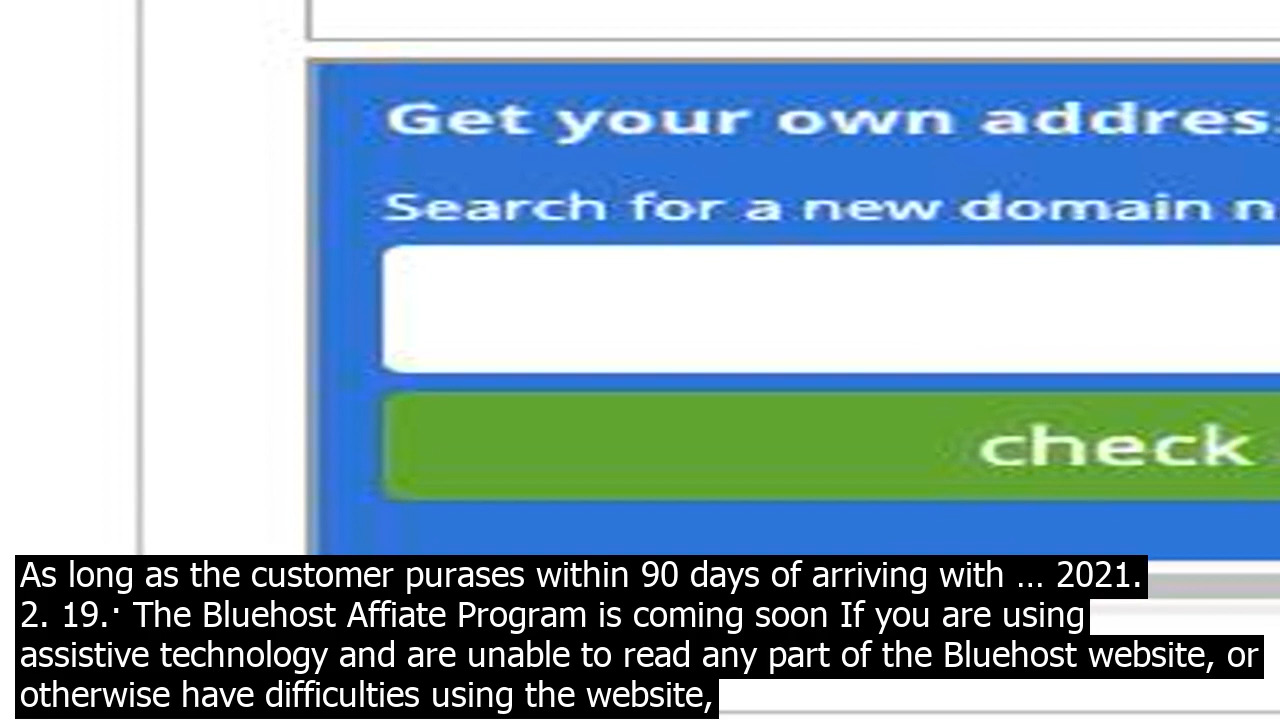 Get your own addres
Search for a new domain n
check
As long as the customer purases within 90 days of arriving with ... 2021.
2. 19.· The Bluehost Affiate Program is coming soon If you are using
assistive technology and are unable to read any part of the Bluehost website, or
otherwise have difficulties using the website,